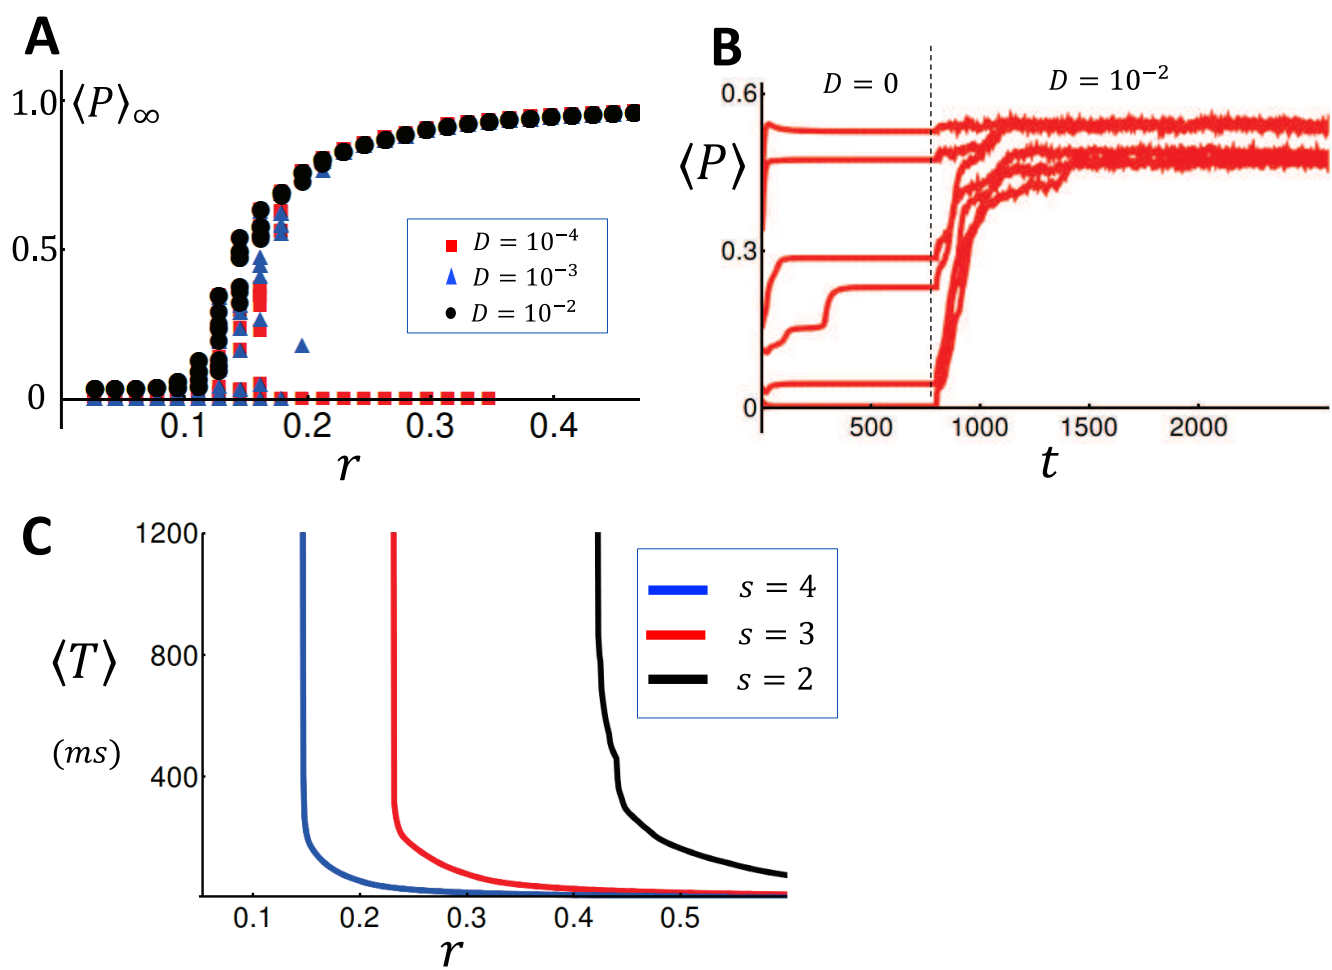 A
1.0
⟨P⟩∞
0.5
0
D = 10⁻⁴
D = 10⁻³
D = 10⁻²
0.1 0.2 0.3 0.4
r
B
D = 0
D = 10⁻²
0.6
⟨P⟩
0.3
0
500 1000 1500 2000
t
C
1200
800
⟨T⟩
(ms)
400
s = 4
s = 3
s = 2
0.1 0.2 0.3 0.4 0.5
r